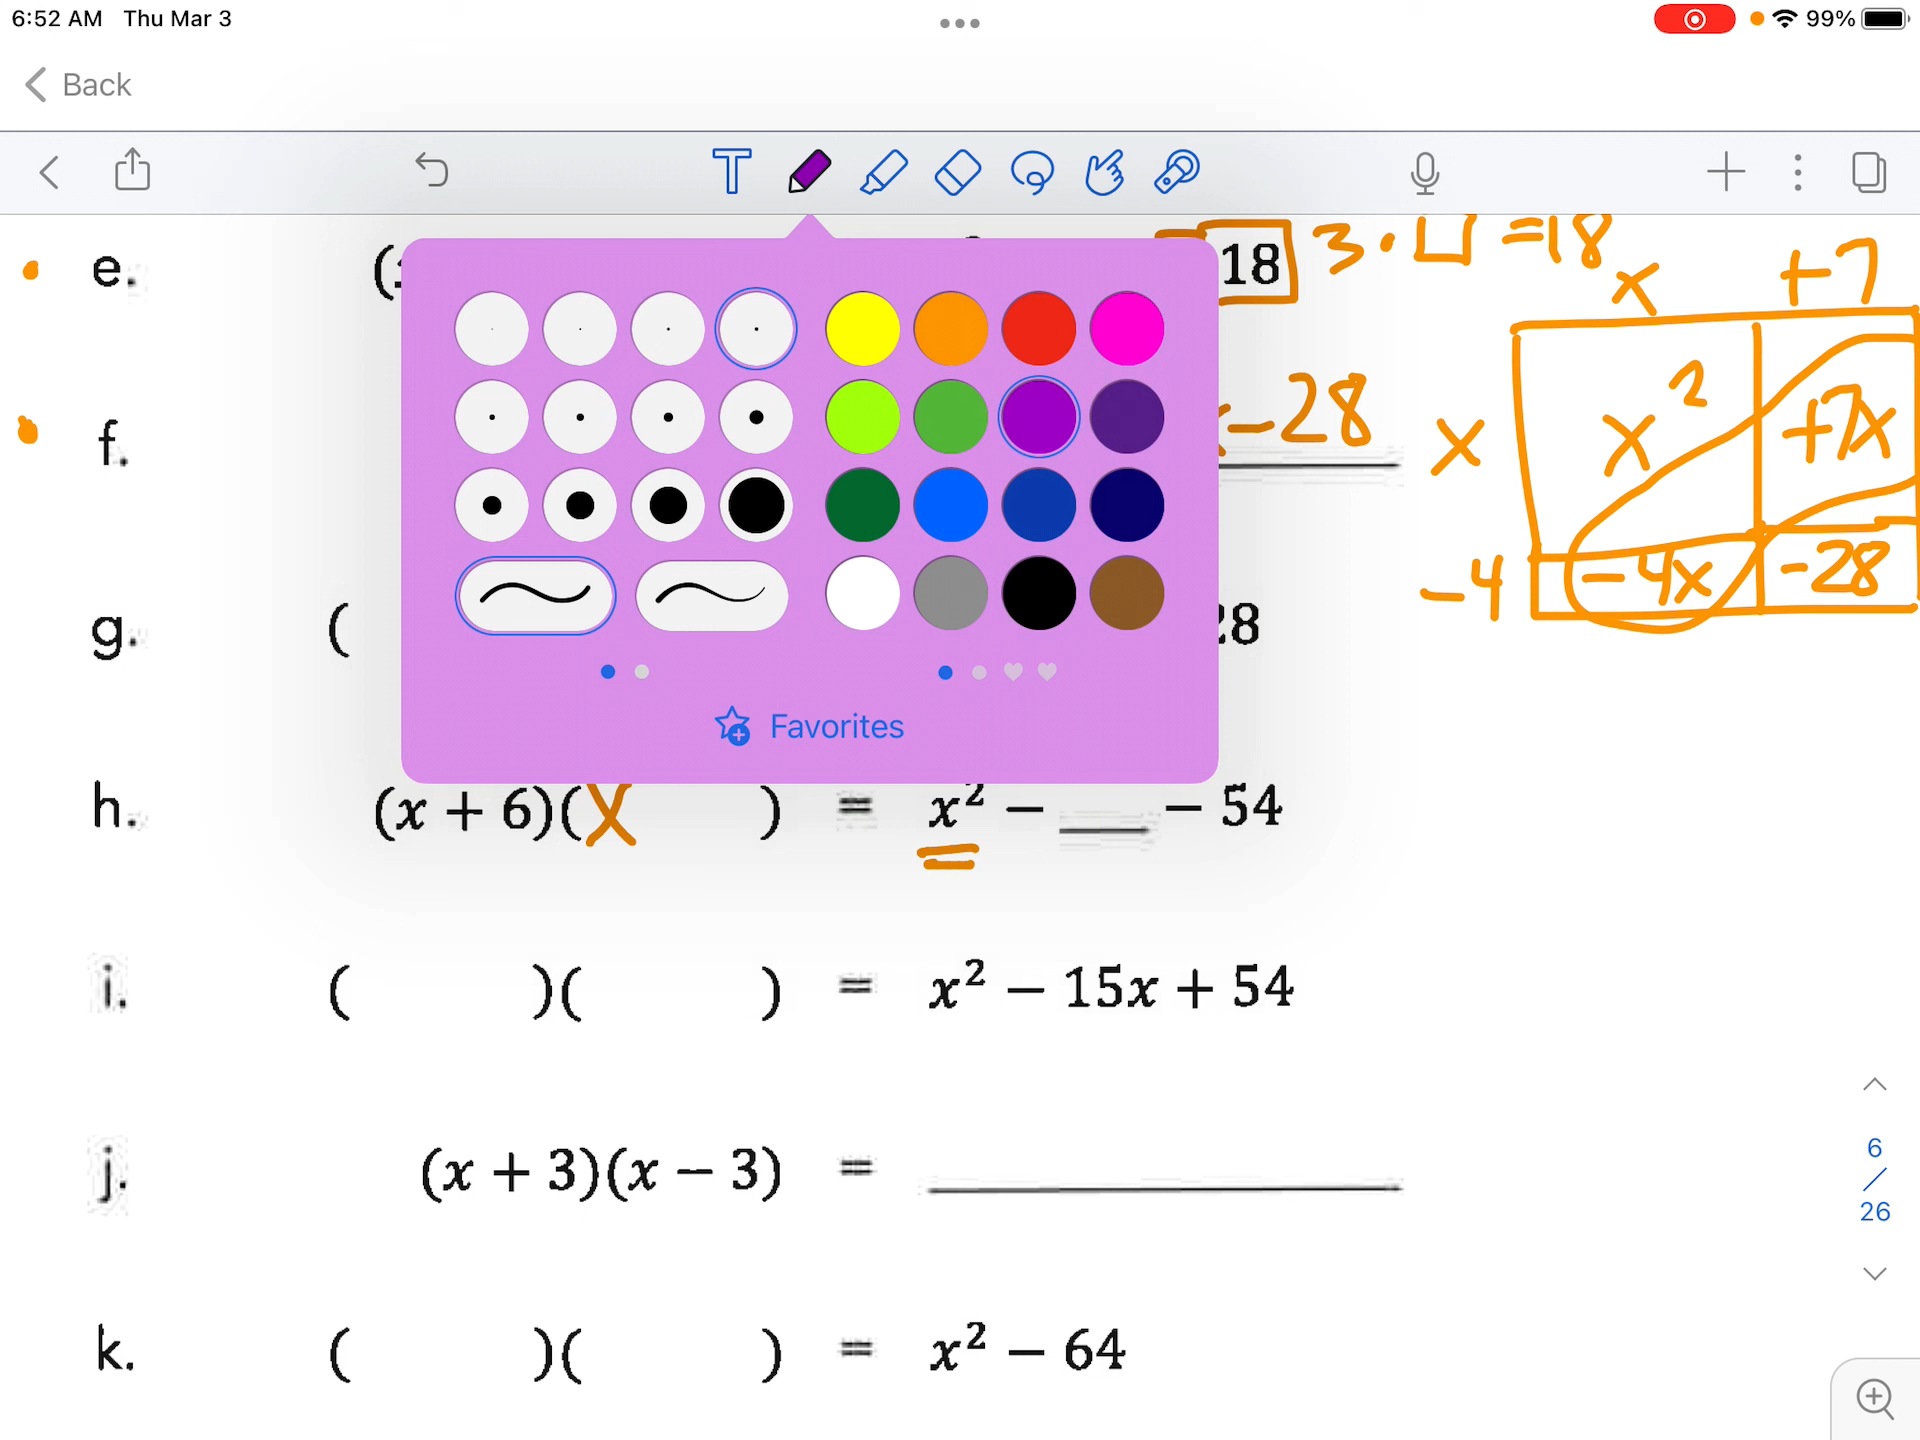 6:52 AM Thu Mar 3
99%
Back
T
e. ( 18 3 · □ = 18
x +7
f. -28 x x² +7x
-4 -4x -28
g. ( 28
Favorites
h. (x + 6)(X ) = x² − ___ − 54
i. ( )( ) = x² − 15x + 54
j. (x + 3)(x − 3) = ___
k. ( )( ) = x² − 64
6
/
26